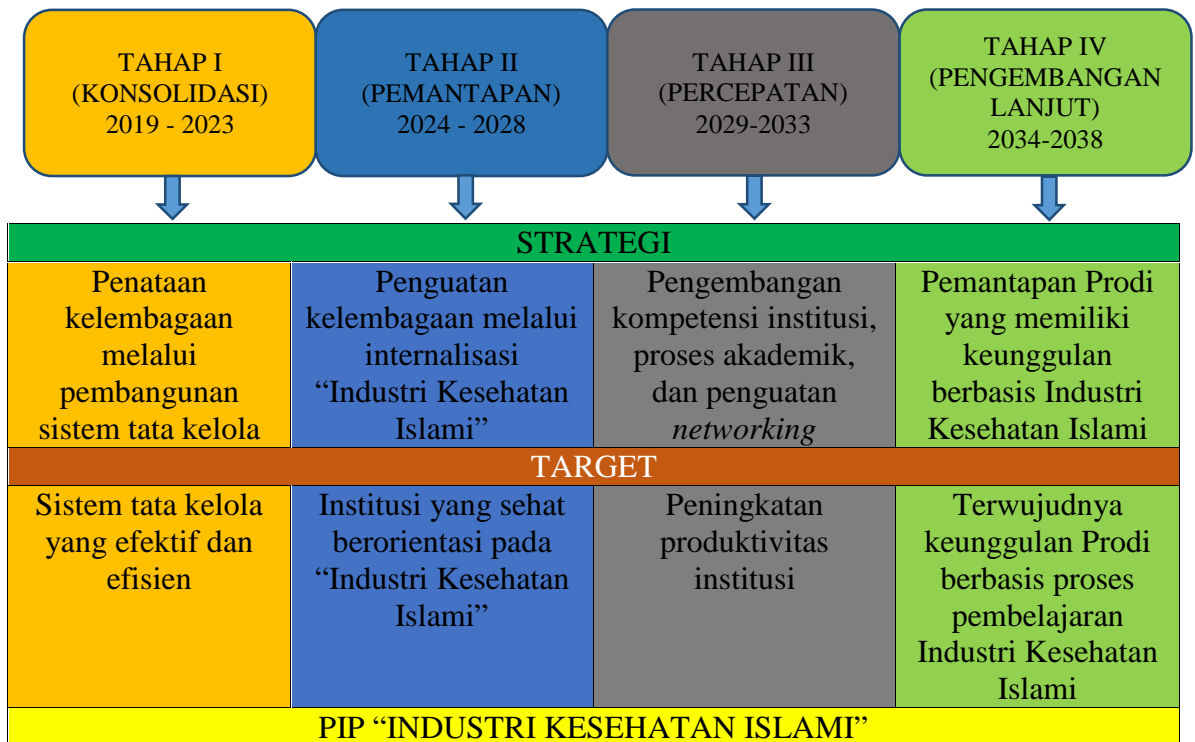 TAHAP I
(KONSOLIDASI)
2019 - 2023
TAHAP II
(PEMANTAPAN)
2024 - 2028
TAHAP III
(PERCEPATAN)
2029-2033
TAHAP IV
(PENGEMBANGAN
LANJUT)
2034-2038
STRATEGI
Penataan
kelembagaan
melalui
pembangunan
sistem tata kelola
Penguatan
kelembagaan melalui
internalisasi
“Industri Kesehatan
Islami”
Pengembangan
kompetensi institusi,
proses akademik,
dan penguatan
networking
Pemantapan Prodi
yang memiliki
keunggulan
berbasis Industri
Kesehatan Islami
TARGET
Sistem tata kelola
yang efektif dan
efisien
Institusi yang sehat
berorientasi pada
“Industri Kesehatan
Islami”
Peningkatan
produktivitas
institusi
Terwujudnya
keunggulan Prodi
berbasis proses
pembelajaran
Industri Kesehatan
Islami
PIP “INDUSTRI KESEHATAN ISLAMI”